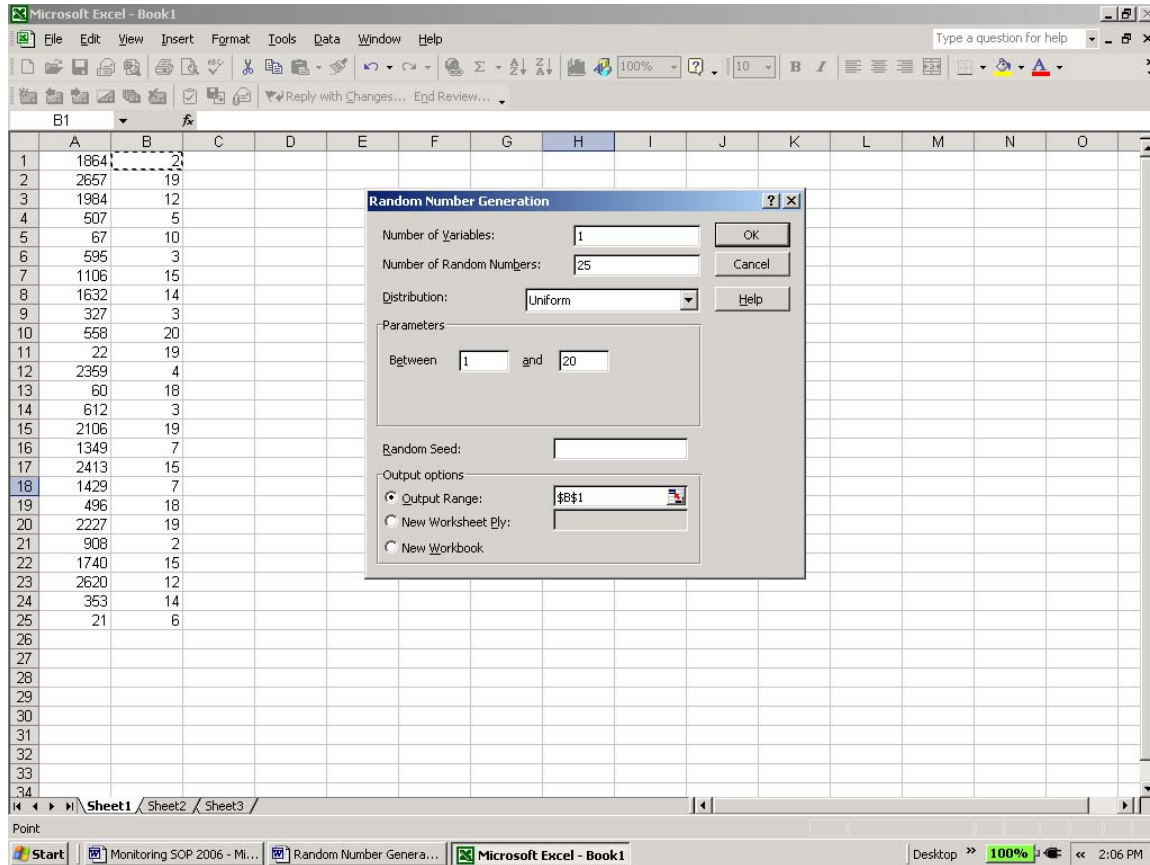 Microsoft Excel - Book1
File Edit View Insert Format Tools Data Window Help Type a question for help
100% 10 B I A
Reply with Changes... End Review...
B1 fx
A B C D E F G H I J K L M N O
1 1864 2
2 2657 19
3 1984 12
4 507 5
5 67 10
6 595 3
7 1106 15
8 1632 14
9 327 3
10 558 20
11 22 19
12 2359 4
13 60 18
14 612 3
15 2106 19
16 1349 7
17 2413 15
18 1429 7
19 496 18
20 2227 19
21 908 2
22 1740 15
23 2620 12
24 353 14
25 21 6
26
27
28
29
30
31
32
33
34
Random Number Generation
Number of Variables: 1 OK
Number of Random Numbers: 25 Cancel
Distribution: Uniform Help
Parameters
Between 1 and 20
Random Seed:
Output options
Output Range: $B$1
New Worksheet Ply:
New Workbook
Sheet1 Sheet2 Sheet3
Point
Start Monitoring SOP 2006 - Mi... Random Number Genera... Microsoft Excel - Book1 Desktop » 100% « 2:06 PM